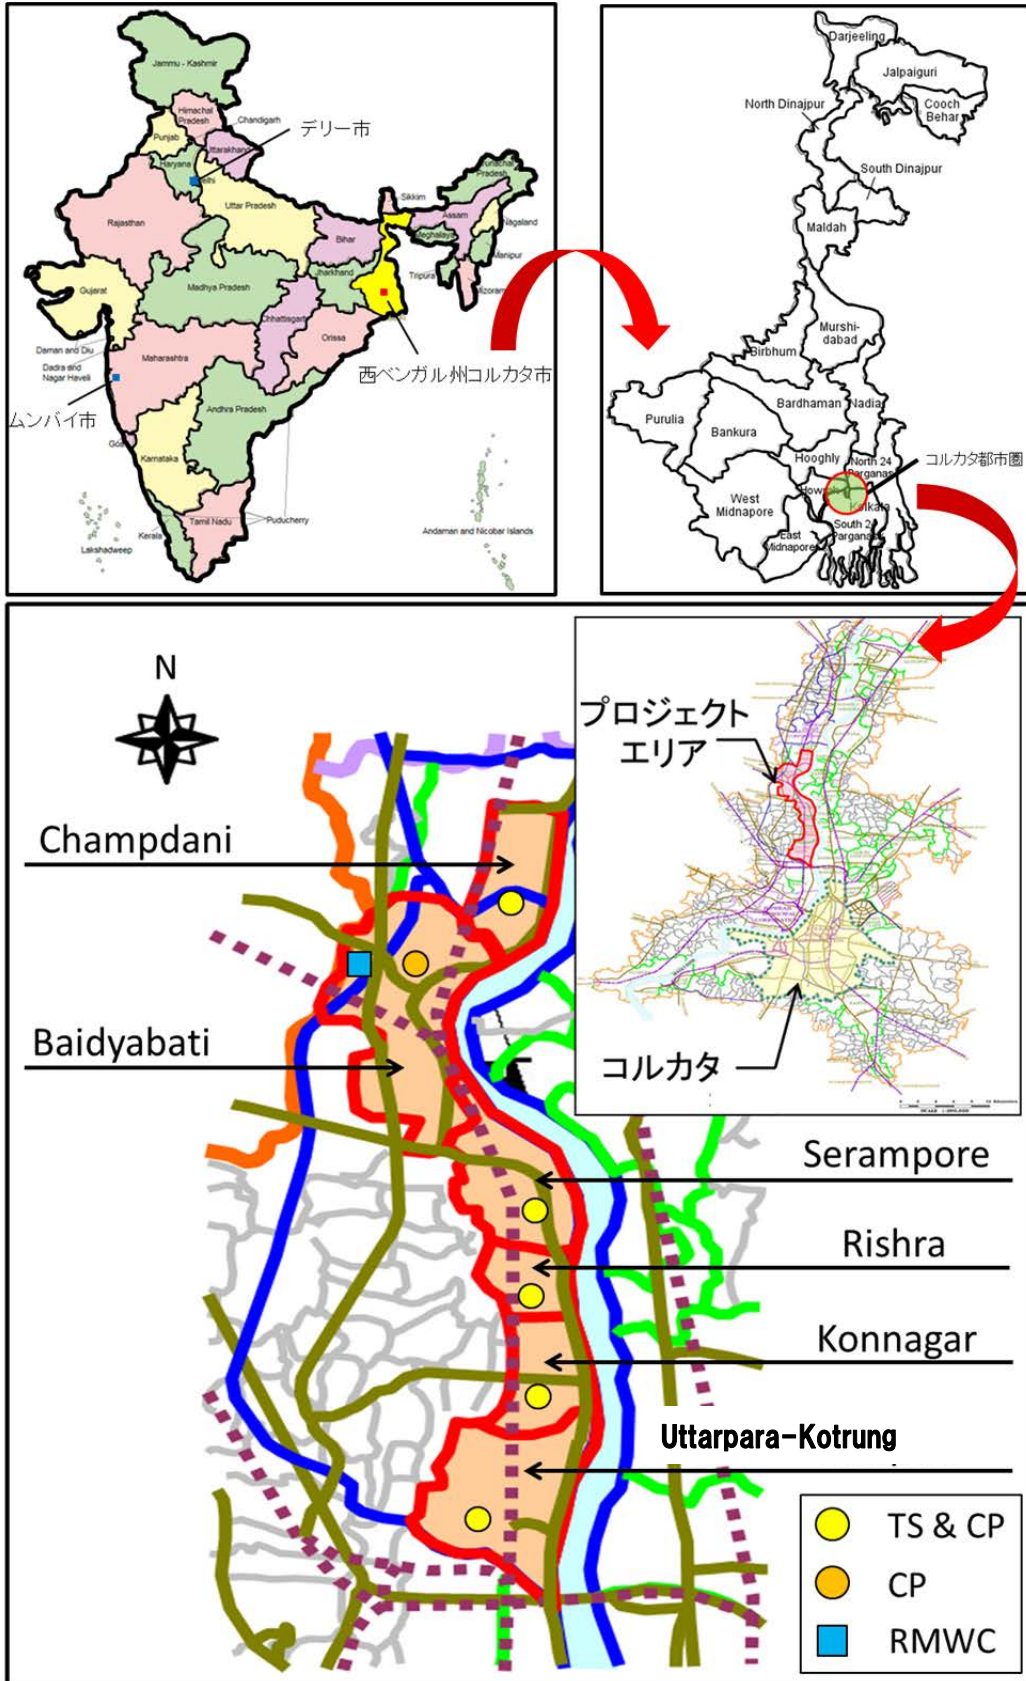 Jammu - Kashmir
Himachal
Pradesh
Chandigarh
Punjab
Uttarakhand
Haryana
デリー市
Delhi
Rajasthan
Uttar Pradesh
Sikkim
Arunachal
Pradesh
Assam
Nagaland
Meghalaya
Manipur
Bihar
Tripura
Mizoram
Jharkhand
Gujarat
Madhya Pradesh
Chhattisgarh
Orissa
Daman and Diu
Dadra and
Nagar Haveli
Maharashtra
西ベンガル州コルカタ市
ムンバイ市
Andhra Pradesh
Goa
Karnataka
Tamil Nadu
Puducherry
Kerala
Lakshadweep
Andaman and Nicobar Islands
Darjeeling
Jalpaiguri
North Dinajpur
Cooch
Behar
South Dinajpur
Maldah
Murshi-
dabad
Birbhum
Bardhaman
Nadia
Purulia
Bankura
Hooghly
North 24
Parganas
コルカタ都市圏
Howrah
Kolkata
West
Midnapore
South 24
Parganas
East
Midnapore
N
プロジェクト
エリア
コルカタ
Champdani
Baidyabati
Serampore
Rishra
Konnagar
Uttarpara-Kotrung
TS & CP
CP
RMWC